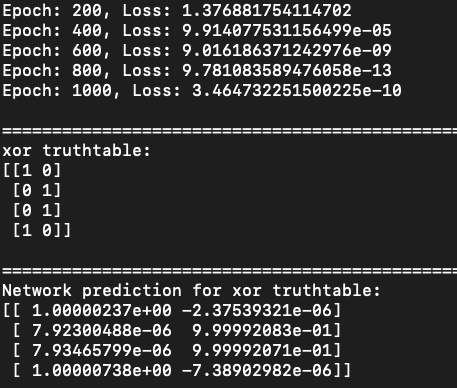 Epoch: 200, Loss: 1.376881754114702
Epoch: 400, Loss: 9.914077531156499e-05
Epoch: 600, Loss: 9.016186371242976e-09
Epoch: 800, Loss: 9.781083589476058e-13
Epoch: 1000, Loss: 3.464732251500225e-10
==============================================
xor truthtable:
[[1 0]
 [0 1]
 [0 1]
 [1 0]]
==============================================
Network prediction for xor truthtable:
[[ 1.00000237e+00 -2.37539321e-06]
 [ 7.92300488e-06  9.99992083e-01]
 [ 7.93465799e-06  9.99992071e-01]
 [ 1.00000738e+00 -7.38902982e-06]]